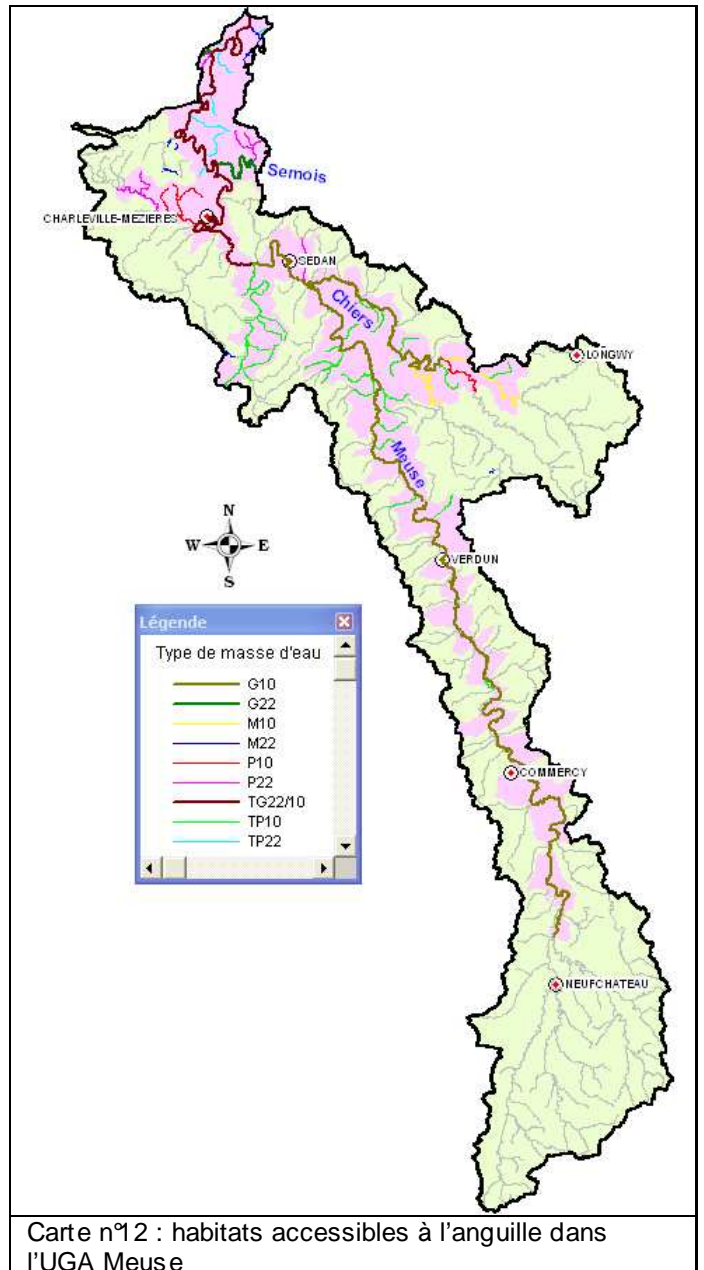 Semois
CHARLEVILLE-MEZIERES
SEDAN
Chiers
LONGWY
Meuse
N
W E
S
VERDUN
Légende
Type de masse d'eau
G10
G22
M10
M22
P10
P22
TG22/10
TP10
TP22
COMMERCY
NEUFCHATEAU
Carte n°12 : habitats accessibles à l'anguille dans
l'UGA Meuse